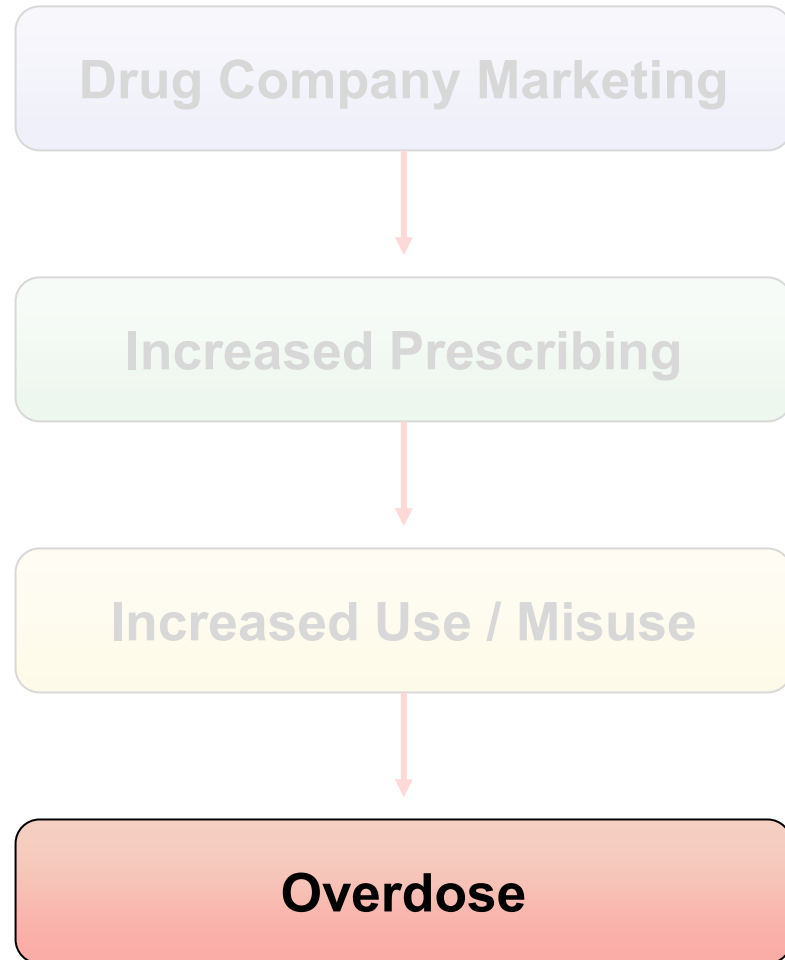 Drug Company Marketing
Increased Prescribing
Increased Use / Misuse
Overdose